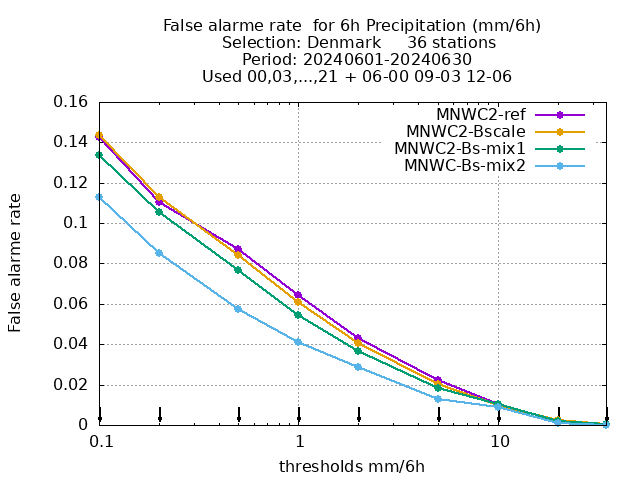 False alarme rate  for 6h Precipitation (mm/6h)
Selection: Denmark     36 stations
Period: 20240601-20240630
Used 00,03,...,21 + 06-00 09-03 12-06
MNWC2-ref
MNWC2-Bscale
MNWC2-Bs-mix1
MNWC-Bs-mix2
False alarme rate
0.16
0.14
0.12
0.1
0.08
0.06
0.04
0.02
0
0.1 1 10
thresholds mm/6h